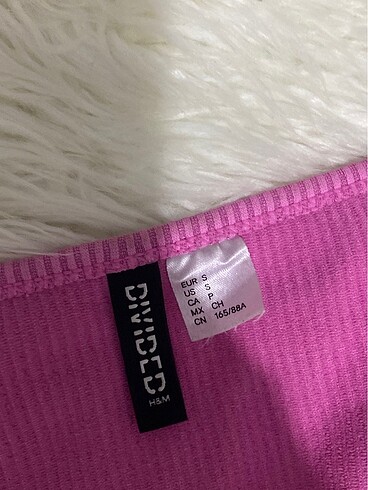 DIVIDED
H&M
EUR S
US S
CA P
MX CH
CN 165/88A